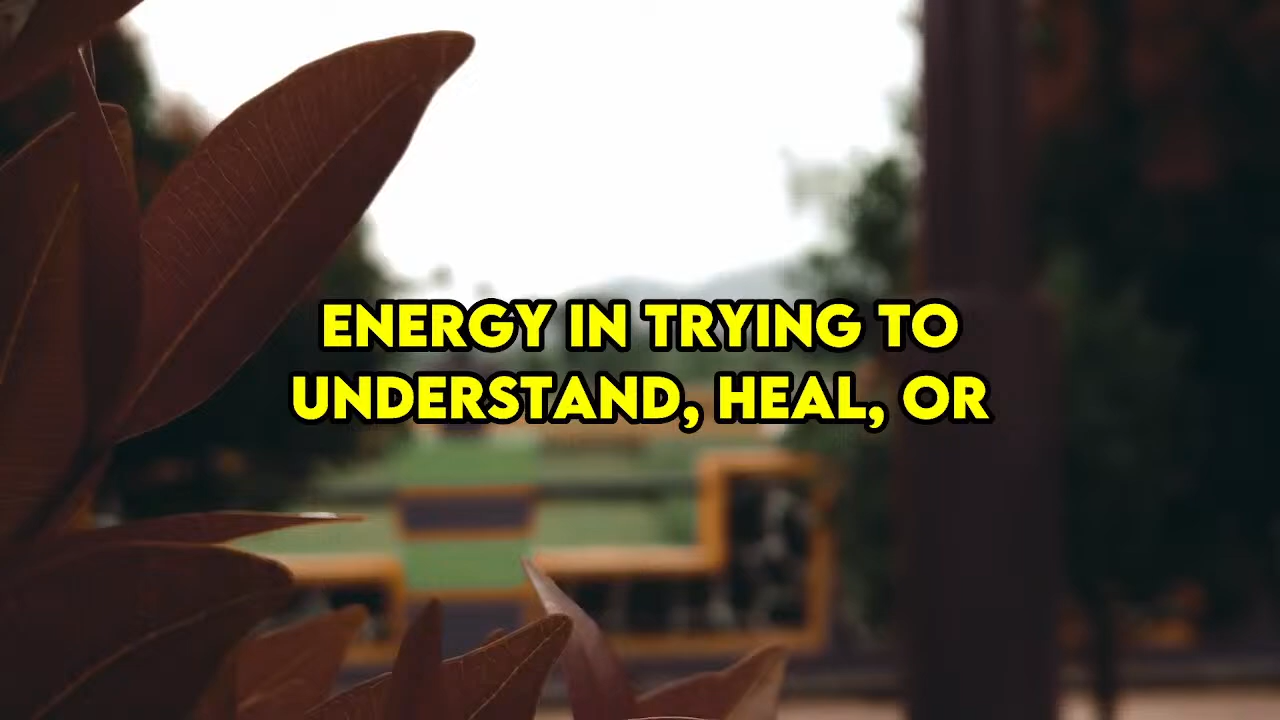 ENERGY IN TRYING TO
UNDERSTAND, HEAL, OR